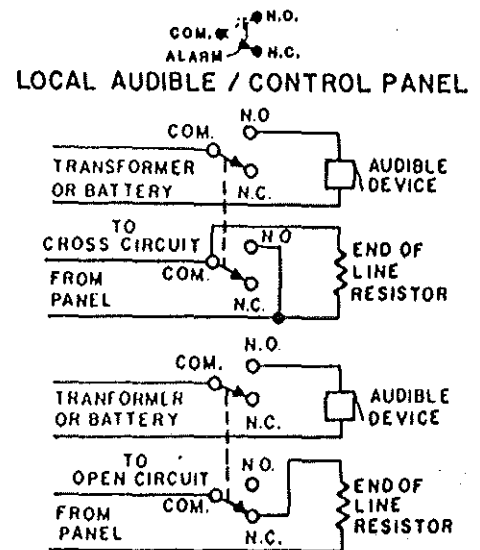 N.O.
COM.
N.C.
ALARM
LOCAL AUDIBLE / CONTROL PANEL
N.O
COM.
TRANSFORMER
OR BATTERY
N.C.
AUDIBLE
DEVICE
TO
CROSS CIRCUIT
N O
COM.
FROM
PANEL
N.C.
END OF
LINE
RESISTOR
N.O.
COM.
TRANFORMER
OR BATTERY
N.C.
AUDIBLE
DEVICE
TO
OPEN CIRCUIT
N O.
COM.
FROM
PANEL
N.C.
END OF
LINE
RESISTOR